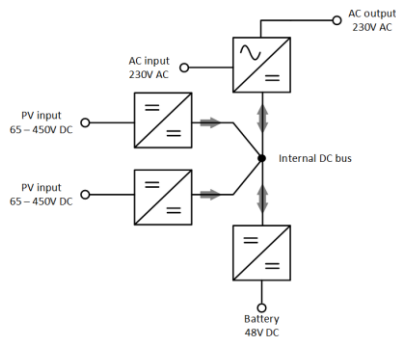 AC output
230V AC
AC input
230V AC
PV input
65 – 450V DC
Internal DC bus
PV input
65 – 450V DC
Battery
48V DC